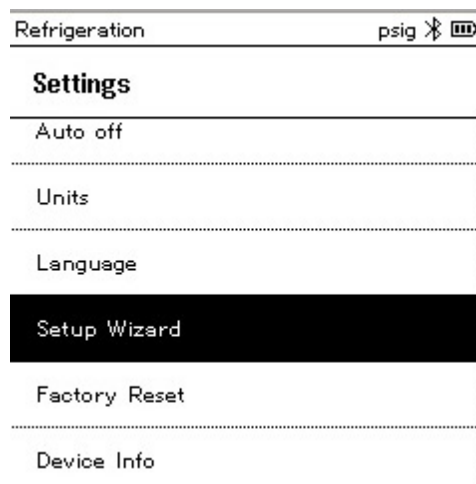 Refrigeration psig
Settings
Auto off
Units
Language
Setup Wizard
Factory Reset
Device Info